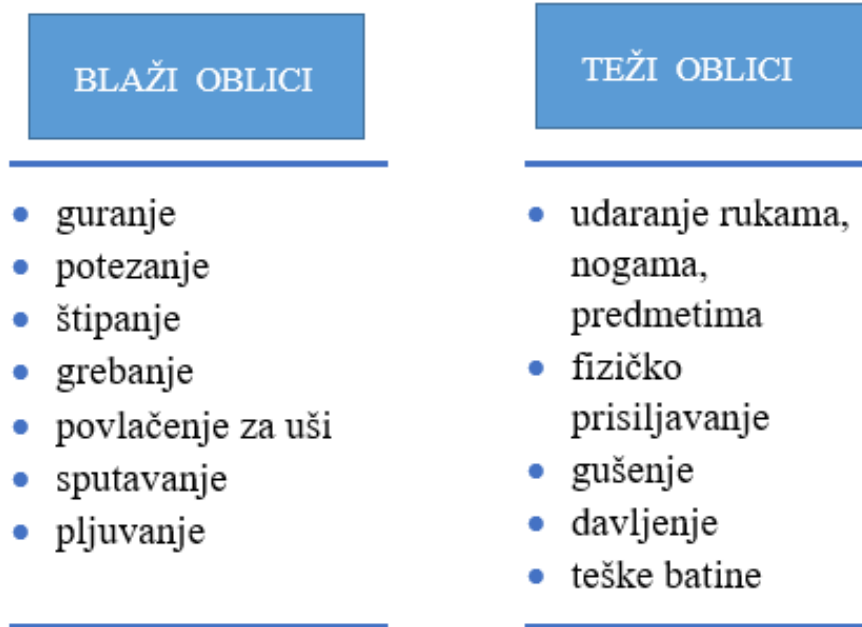 BLAŽI OBLICI
guranje
potezanje
štipanje
grebanje
povlačenje za uši
sputavanje
pljuvanje
TEŽI OBLICI
udaranje rukama,
nogama,
predmetima
fizičko
prisiljavanje
gušenje
davljenje
teške batine